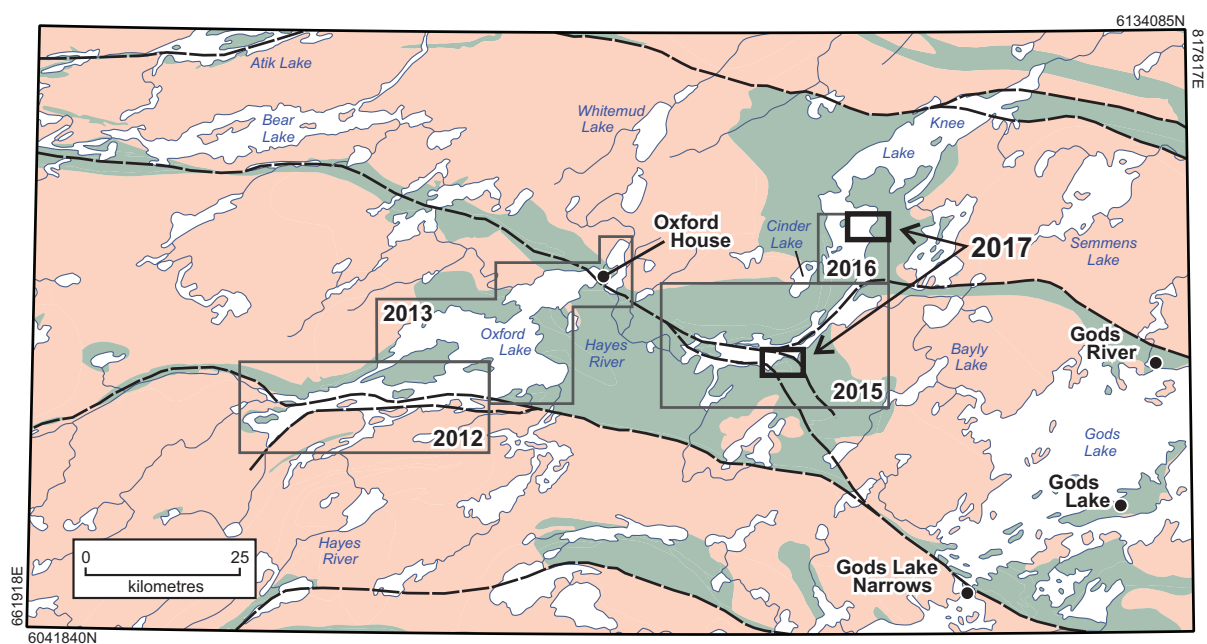 6134085N
817817E
Atik Lake
Bear
Lake
Whitemud
Lake
Knee
Lake
Oxford
House
Cinder
Lake
2016
2017
Semmens
Lake
2013
Oxford
Lake
Hayes
River
Bayly
Lake
Gods
River
2015
2012
Gods
Lake
Gods
Lake
Hayes
River
Gods Lake
Narrows
0 25
kilometres
661918E
6041840N